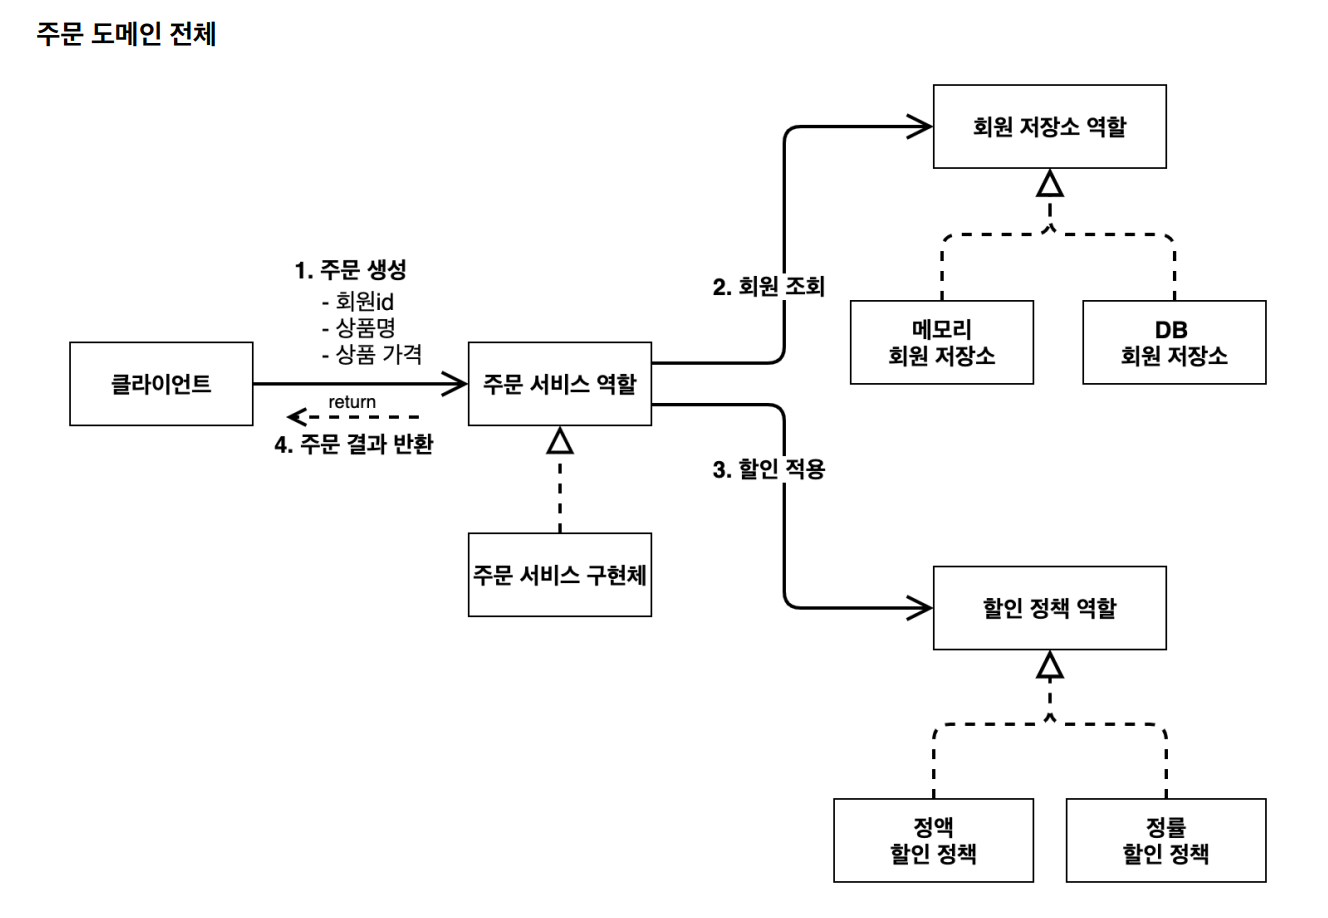 주문 도메인 전체
회원 저장소 역할
1. 주문 생성
- 회원id
- 상품명
- 상품 가격
2. 회원 조회
메모리
회원 저장소
DB
회원 저장소
클라이언트
주문 서비스 역할
return
4. 주문 결과 반환
3. 할인 적용
주문 서비스 구현체
할인 정책 역할
정액
할인 정책
정률
할인 정책